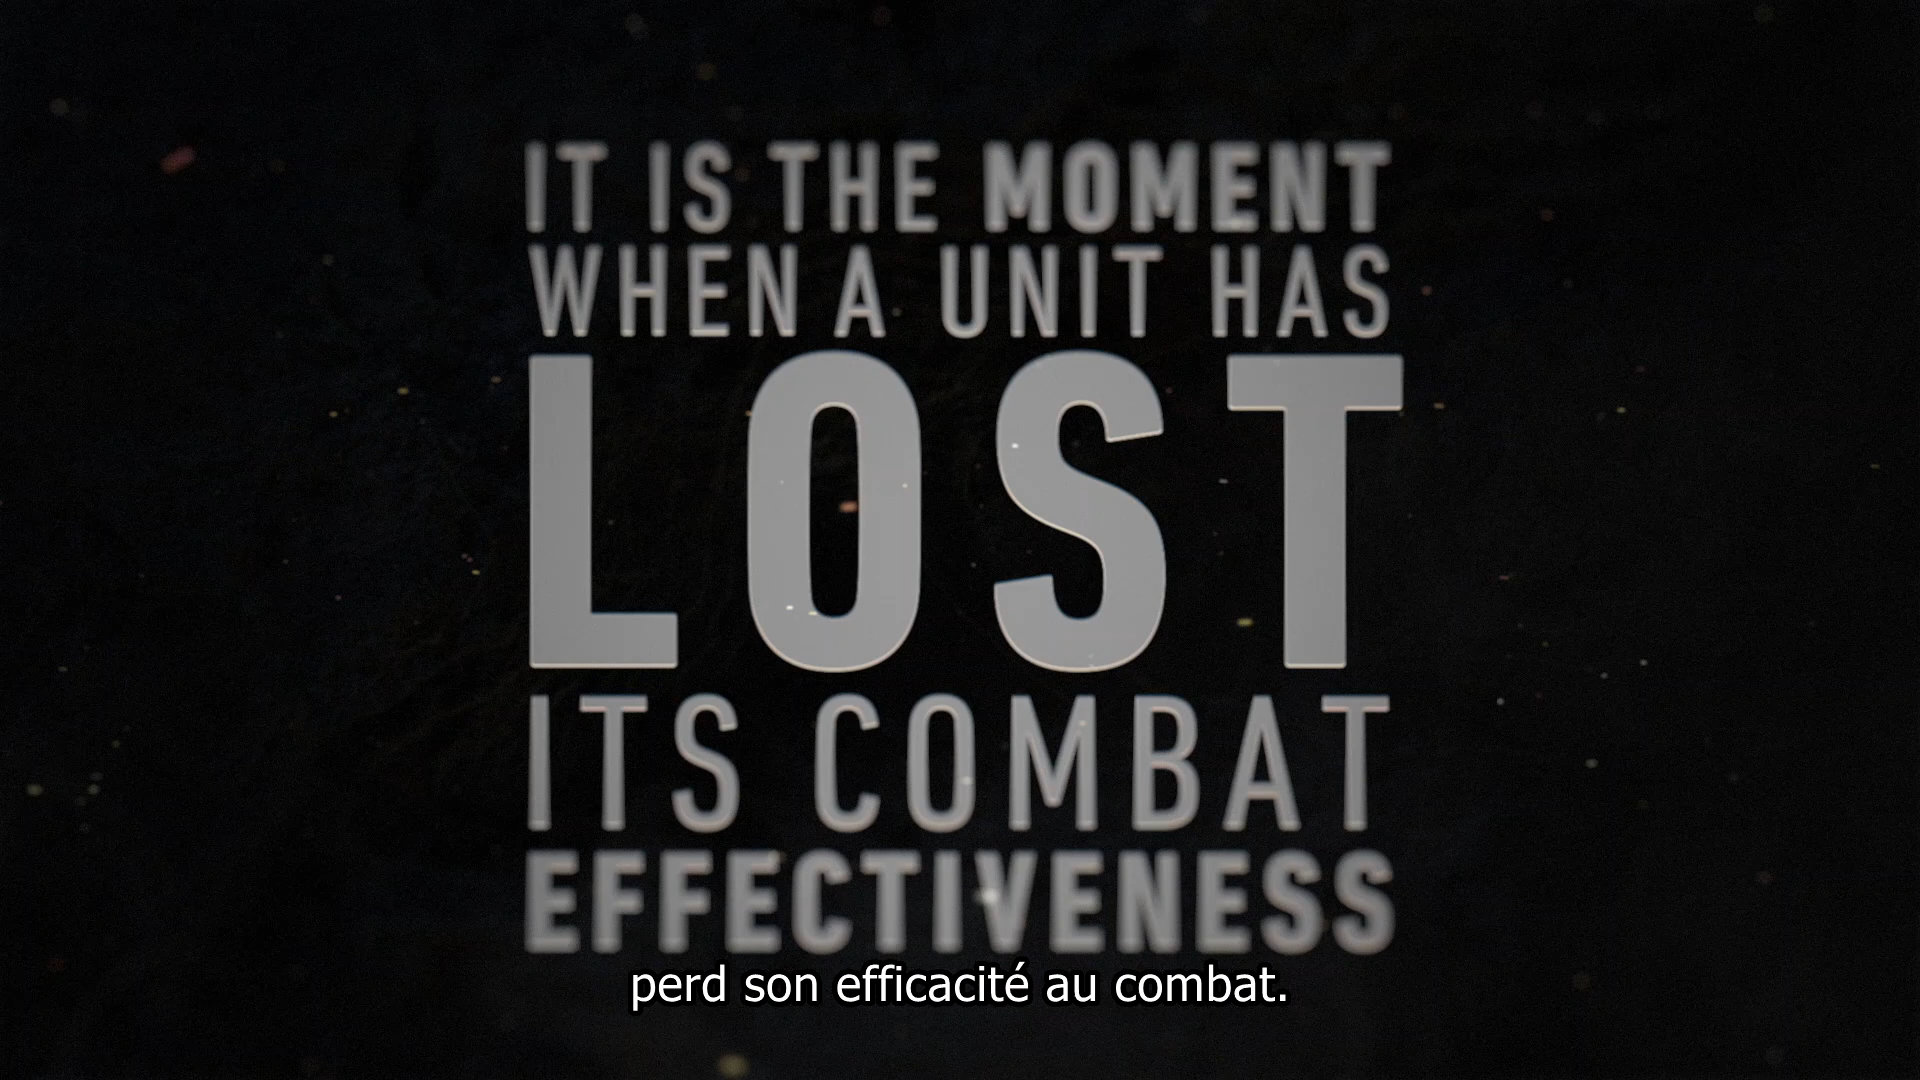 IT IS THE MOMENT
WHEN A UNIT HAS
LOST
ITS COMBAT
EFFECTIVENESS
perd son efficacité au combat.